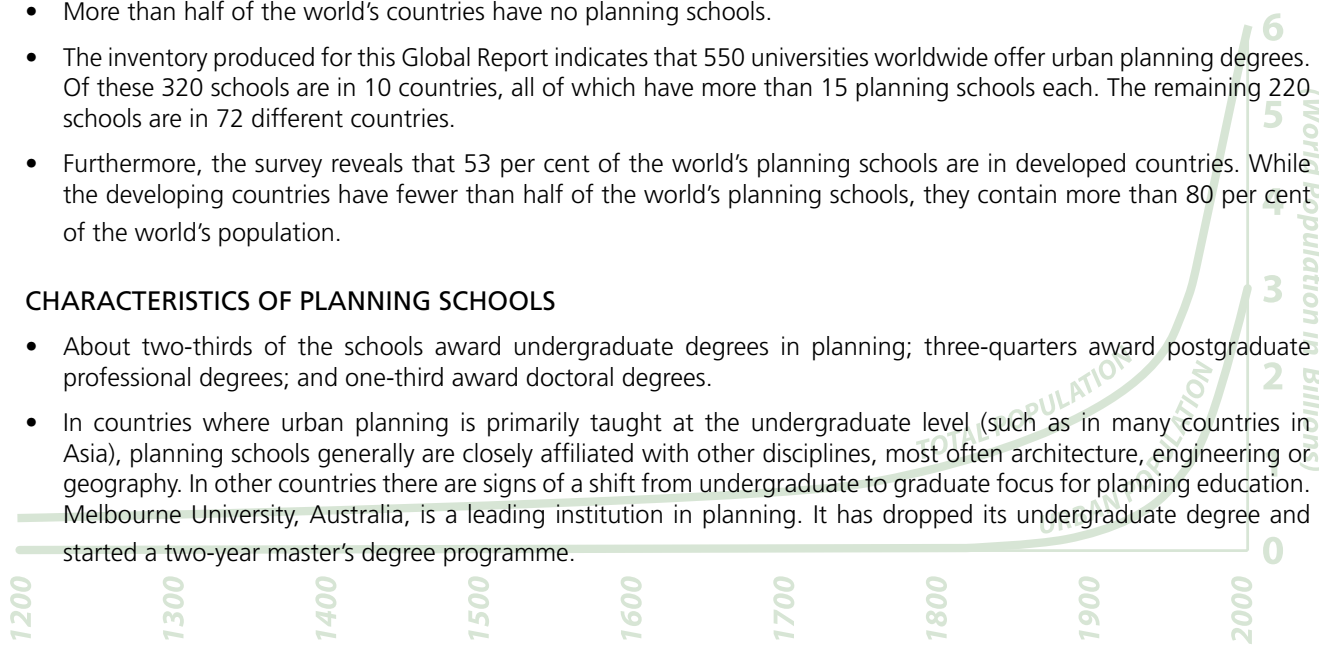 • More than half of the world's countries have no planning schools.
• The inventory produced for this Global Report indicates that 550 universities worldwide offer urban planning degrees.
Of these 320 schools are in 10 countries, all of which have more than 15 planning schools each. The remaining 220
schools are in 72 different countries.
• Furthermore, the survey reveals that 53 per cent of the world's planning schools are in developed countries. While
the developing countries have fewer than half of the world's planning schools, they contain more than 80 per cent
of the world's population.
CHARACTERISTICS OF PLANNING SCHOOLS
• About two-thirds of the schools award undergraduate degrees in planning; three-quarters award postgraduate
professional degrees; and one-third award doctoral degrees.
• In countries where urban planning is primarily taught at the undergraduate level (such as in many countries in
Asia), planning schools generally are closely affiliated with other disciplines, most often architecture, engineering or
geography. In other countries there are signs of a shift from undergraduate to graduate focus for planning education.
Melbourne University, Australia, is a leading institution in planning. It has dropped its undergraduate degree and
started a two-year master's degree programme.
TOTAL POPULATION
URBAN POPULATION
6
5
4
3
2
0
(World Population in Billions)
1200 1300 1400 1500 1600 1700 1800 1900 2000